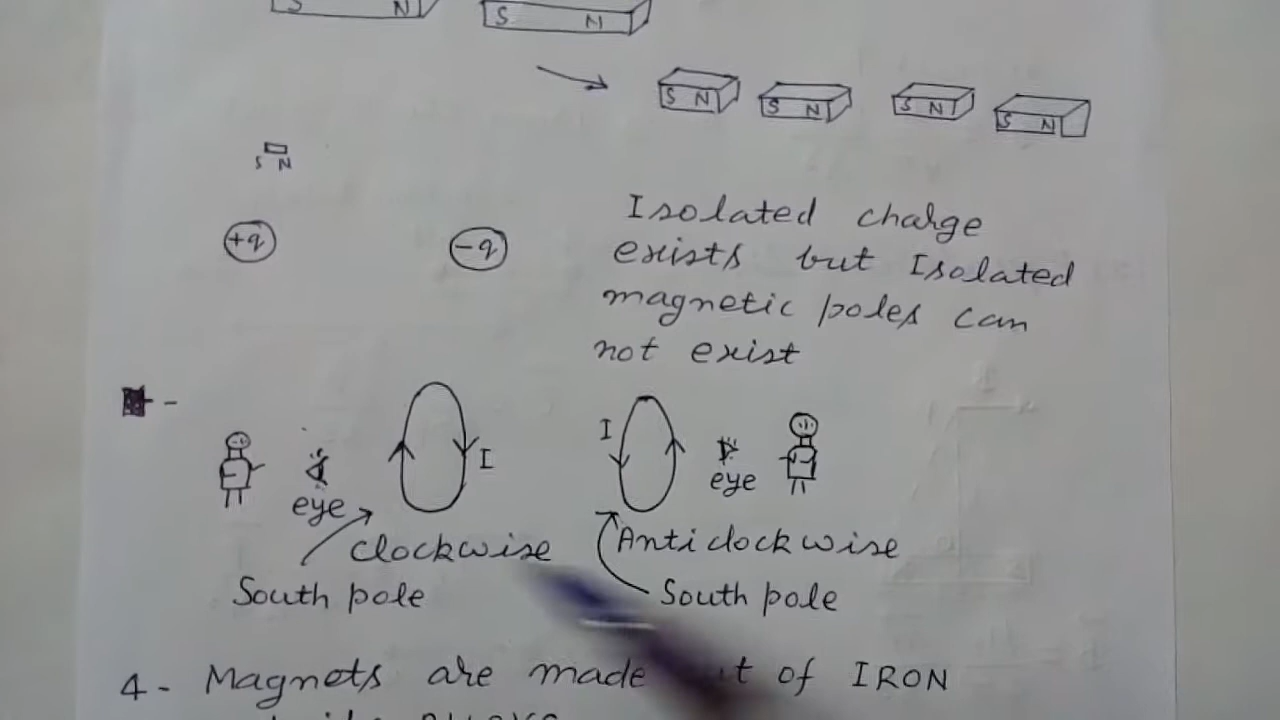 S N S N
S N S N S N S N
S N
+q -q
Isolated charge
exists but Isolated
magnetic poles can
not exist
I I
eye eye
Clockwise Anticlockwise
South pole South pole
4- Magnets are made of IRON